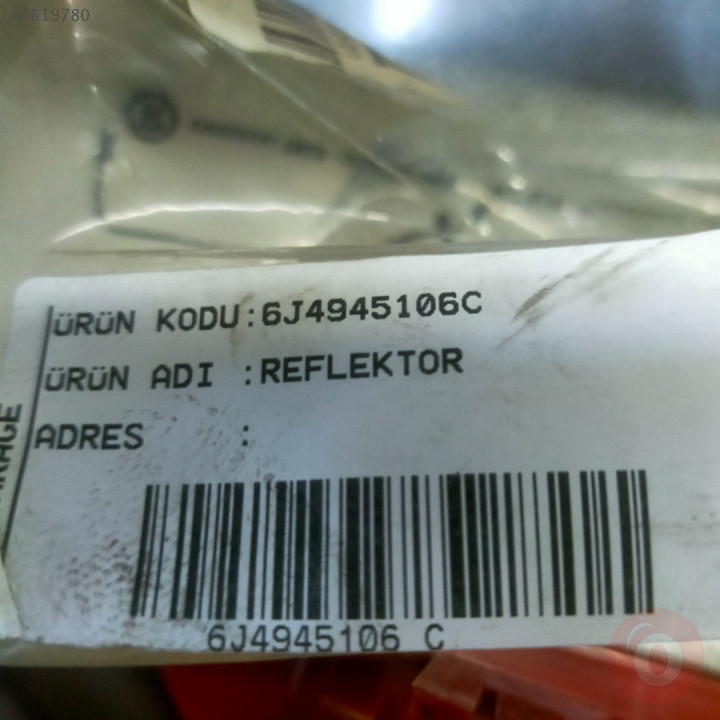 ÜRÜN KODU:6J4945106C
ÜRÜN ADI :REFLEKTOR
ADRES :
6J4945106 C